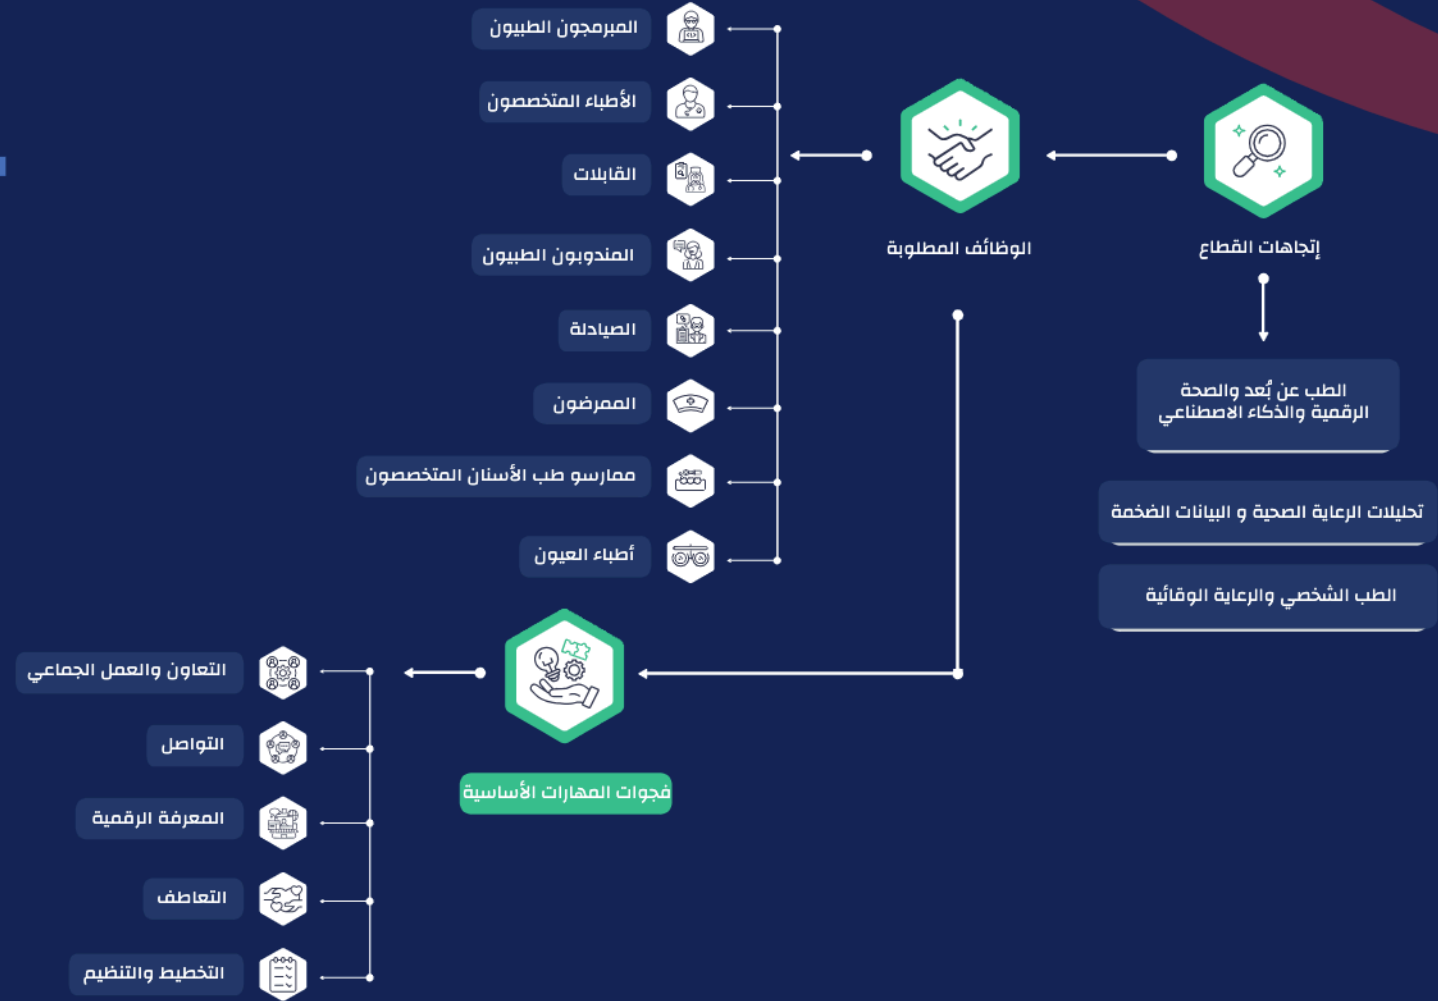 إتجاهات القطاع
الطب عن بُعد والصحة
الرقمية والذكاء الاصطناعي
تحليلات الرعاية الصحية و البيانات الضخمة
الطب الشخصي والرعاية الوقائية
الوظائف المطلوبة
المبرمجون الطبيون
الأطباء المتخصصون
القابلات
المندوبون الطبيون
الصيادلة
الممرضون
ممارسو طب الأسنان المتخصصون
أطباء العيون
فجوات المهارات الأساسية
التعاون والعمل الجماعي
التواصل
المعرفة الرقمية
التعاطف
التخطيط والتنظيم